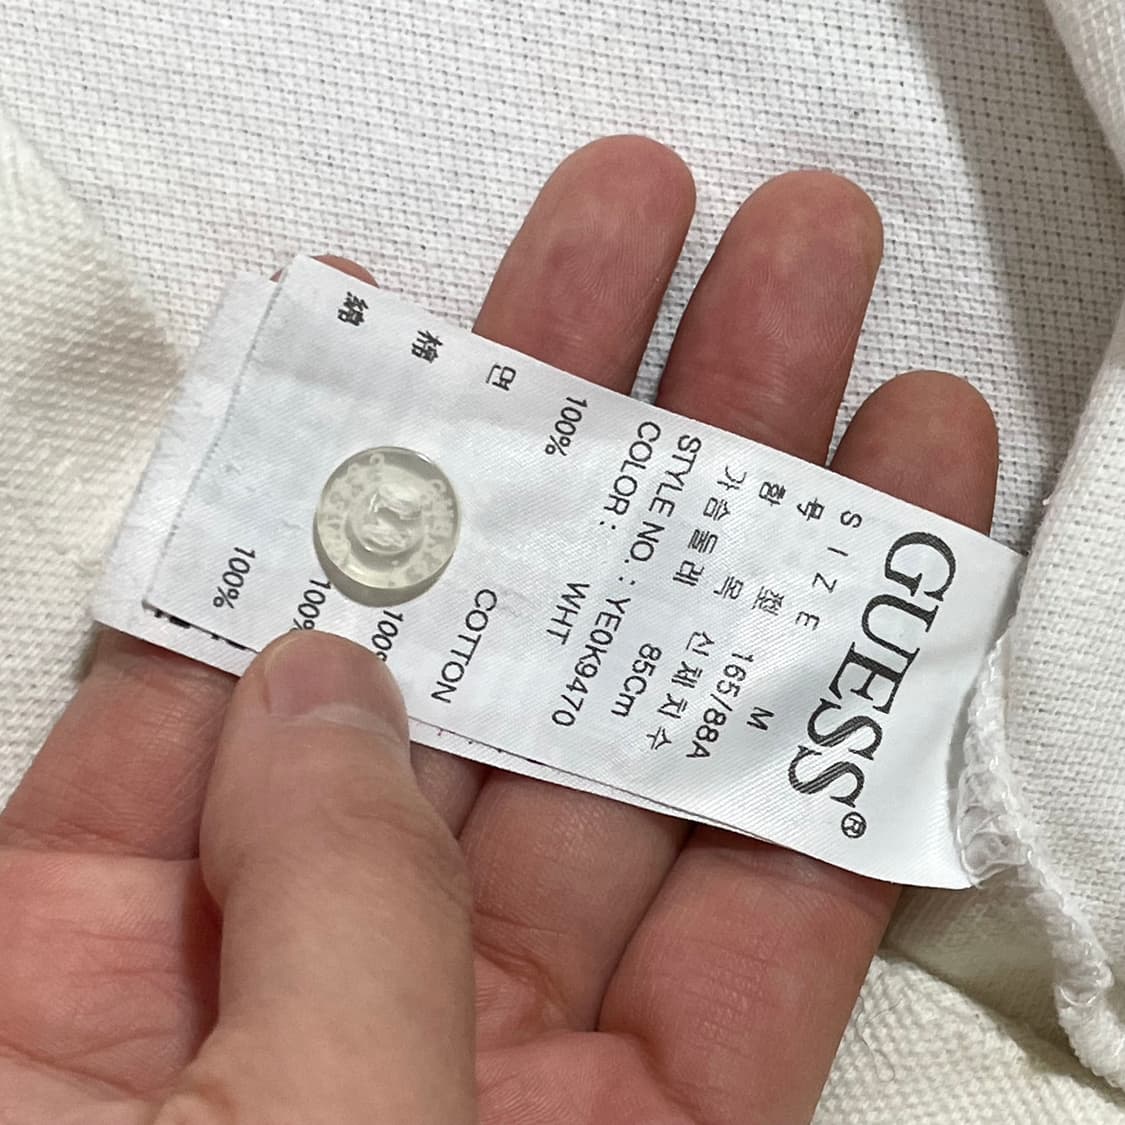 GUESS®
SIZE M
호칭 165/88A
가슴둘레 및 신체치수 85Cm
STYLE NO. : YE0K9470
COLOR : WHT
100% COTTON
면 100%
棉 100%
綿 100%